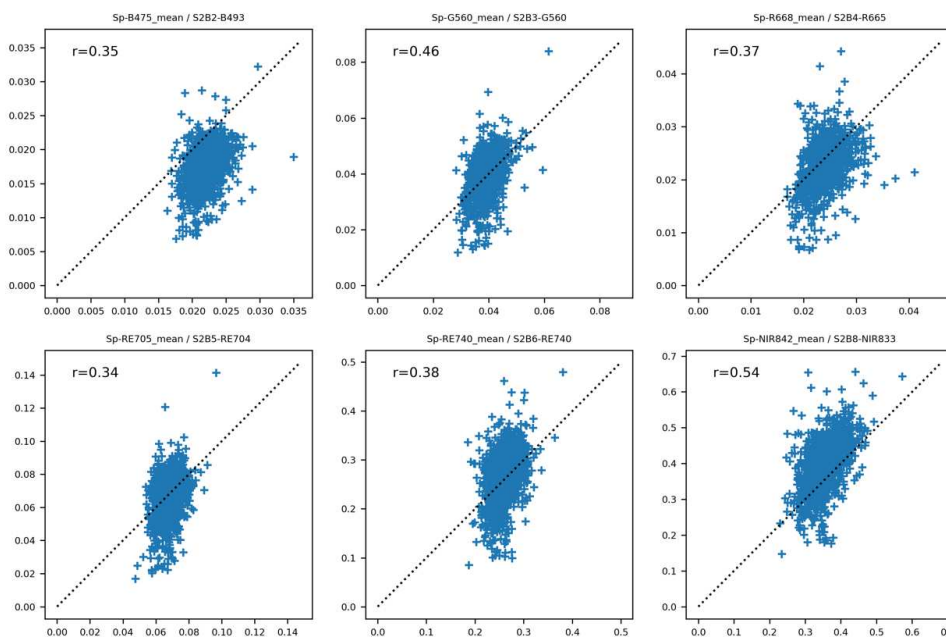 Sp-B475_mean / S2B2-B493
Sp-G560_mean / S2B3-G560
Sp-R668_mean / S2B4-R665
r=0.35
r=0.46
r=0.37
0.035
0.030
0.025
0.020
0.015
0.010
0.005
0.000
0.08
0.06
0.04
0.02
0.00
0.04
0.03
0.02
0.01
0.00
0.000 0.005 0.010 0.015 0.020 0.025 0.030 0.035
0.00 0.02 0.04 0.06 0.08
0.00 0.01 0.02 0.03 0.04
Sp-RE705_mean / S2B5-RE704
Sp-RE740_mean / S2B6-RE740
Sp-NIR842_mean / S2B8-NIR833
r=0.34
r=0.38
r=0.54
0.14
0.12
0.10
0.08
0.06
0.04
0.02
0.00
0.5
0.4
0.3
0.2
0.1
0.0
0.7
0.6
0.5
0.4
0.3
0.2
0.1
0.0
0.00 0.02 0.04 0.06 0.08 0.10 0.12 0.14
0.0 0.1 0.2 0.3 0.4 0.5
0.0 0.1 0.2 0.3 0.4 0.5 0.6